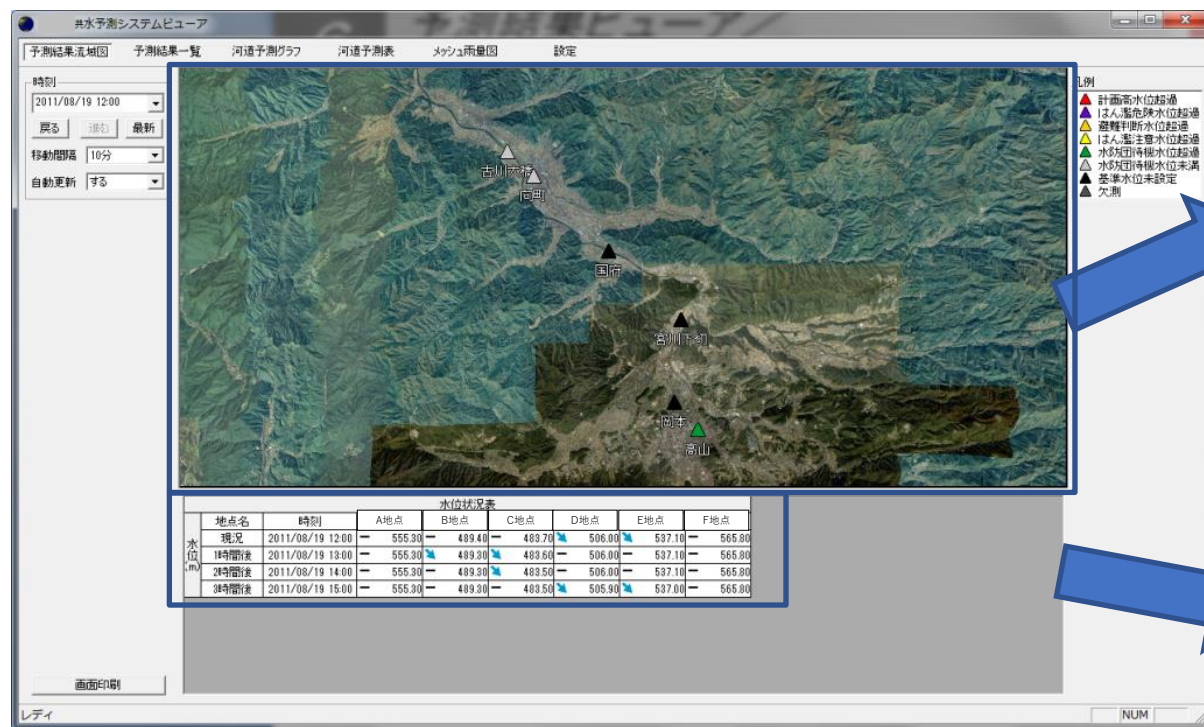 共水予測システムビューア
予測結果ビューア／
予測結果流域図 予測結果一覧 河道予測グラフ 河道予測表 メッシュ雨量図 設定
時刻
2011/08/19 12:00
戻る 進む 最新
移動間隔 10分
自動更新 する
古川大橋
向町
国府
宮川下切
岡本
高山
凡例
計画高水位超過
はん濫危険水位超過
避難判断水位超過
はん濫注意水位超過
水防団待機水位超過
水防団待機水位未満
基準水位未設定
欠測
水位状況表
地点名 時刻 A地点 B地点 C地点 D地点 E地点 F地点
水位(m)
現況 2011/08/19 12:00 555.30 489.40 483.70 506.00 537.10 565.80
1時間後 2011/08/19 13:00 555.30 489.30 483.60 506.00 537.10 565.80
2時間後 2011/08/19 14:00 555.30 489.30 483.50 506.00 537.10 565.80
3時間後 2011/08/19 15:00 555.30 489.30 483.50 505.90 537.00 565.80
画面印刷
レディ
NUM